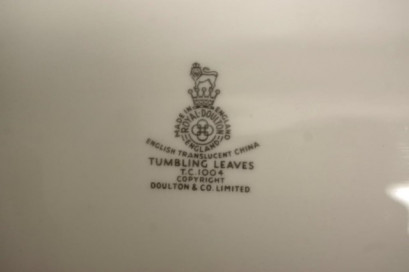 MADE IN ENGLAND
ROYAL DOULTON
ENGLAND
ENGLISH TRANSLUCENT CHINA
TUMBLING LEAVES
T.C.1004
COPYRIGHT
DOULTON & CO. LIMITED